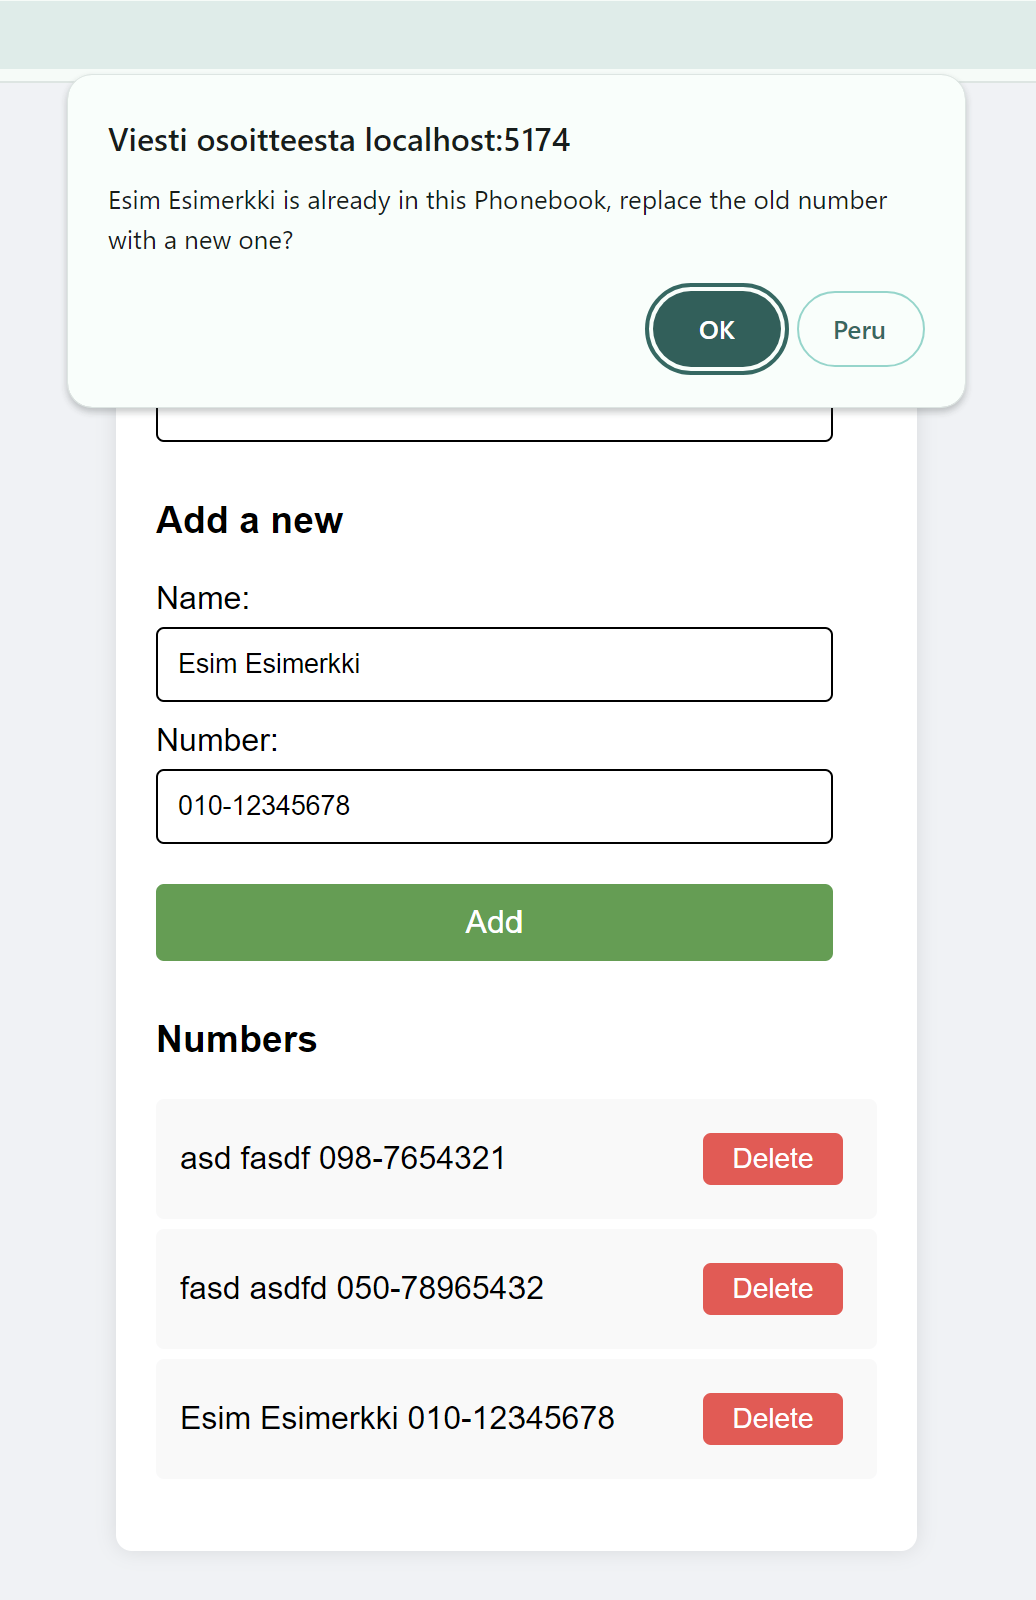 Viesti osoitteesta localhost:5174
Esim Esimerkki is already in this Phonebook, replace the old number
with a new one?
OK
Peru
Add a new
Name:
Esim Esimerkki
Number:
010-12345678
Add
Numbers
asd fasdf 098-7654321
Delete
fasd asdfd 050-78965432
Delete
Esim Esimerkki 010-12345678
Delete